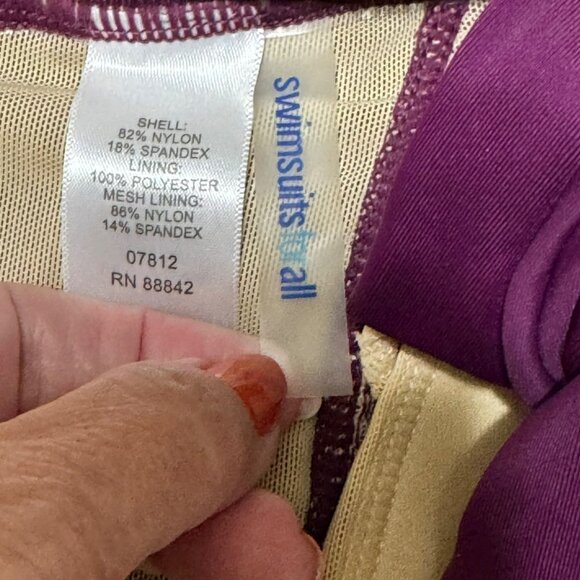 SHELL:
82% NYLON
18% SPANDEX
LINING:
100% POLYESTER
MESH LINING:
86% NYLON
14% SPANDEX
07812
RN 88842
swimsuitsforall